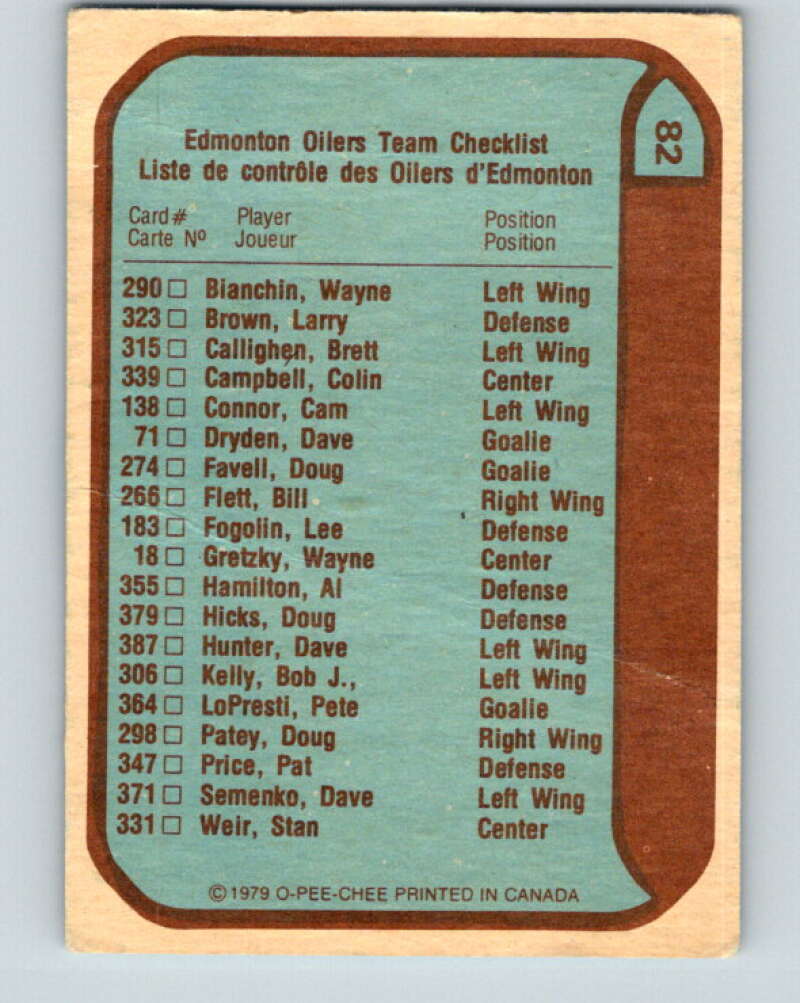 82
Edmonton Oilers Team Checklist
Liste de contrôle des Oilers d'Edmonton
Card # Player Position
Carte Nº Joueur Position
290 □ Bianchin, Wayne Left Wing
323 □ Brown, Larry Defense
315 □ Callighen, Brett Left Wing
339 □ Campbell, Colin Center
138 □ Connor, Cam Left Wing
71 □ Dryden, Dave Goalie
274 □ Favell, Doug Goalie
266 □ Flett, Bill Right Wing
183 □ Fogolin, Lee Defense
18 □ Gretzky, Wayne Center
355 □ Hamilton, Al Defense
379 □ Hicks, Doug Defense
387 □ Hunter, Dave Left Wing
306 □ Kelly, Bob J., Left Wing
364 □ LoPresti, Pete Goalie
298 □ Patey, Doug Right Wing
347 □ Price, Pat Defense
371 □ Semenko, Dave Left Wing
331 □ Weir, Stan Center
© 1979 O-PEE-CHEE PRINTED IN CANADA